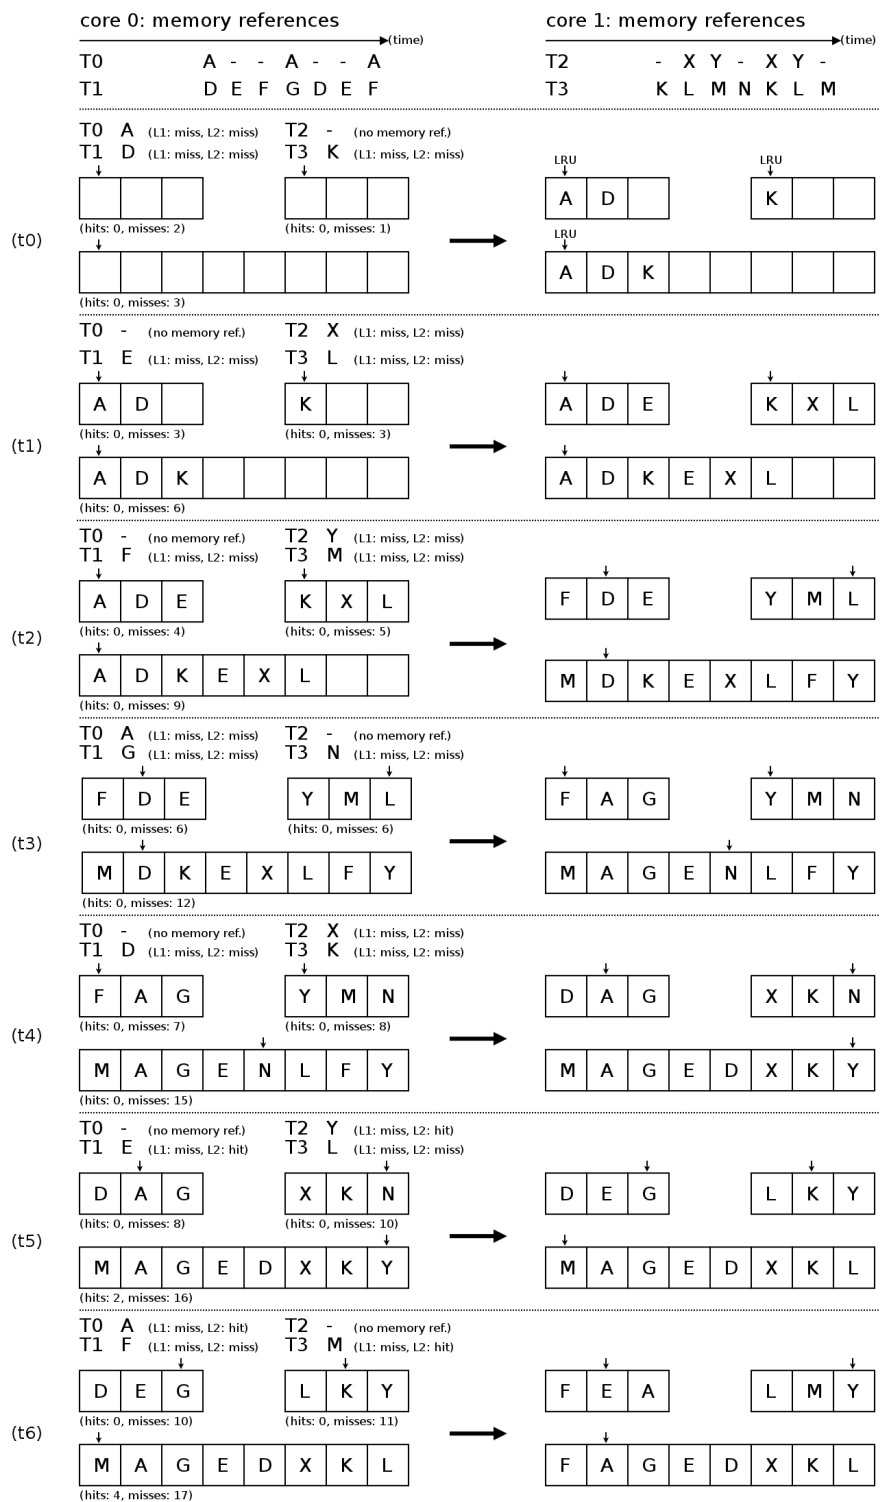 core 0: memory references core 1: memory references
(time) (time)
T0 A - - A - - A T2 - X Y - X Y -
T1 D E F G D E F T3 K L M N K L M
T0 A (L1: miss, L2: miss) T2 - (no memory ref.)
T1 D (L1: miss, L2: miss) T3 K (L1: miss, L2: miss)
LRU LRU
A D K
(hits: 0, misses: 2) (hits: 0, misses: 1)
LRU
(t0)
A D K
(hits: 0, misses: 3)
T0 - (no memory ref.) T2 X (L1: miss, L2: miss)
T1 E (L1: miss, L2: miss) T3 L (L1: miss, L2: miss)
A D K A D E K X L
(hits: 0, misses: 3) (hits: 0, misses: 3)
(t1)
A D K A D K E X L
(hits: 0, misses: 6)
T0 - (no memory ref.) T2 Y (L1: miss, L2: miss)
T1 F (L1: miss, L2: miss) T3 M (L1: miss, L2: miss)
A D E K X L F D E Y M L
(hits: 0, misses: 4) (hits: 0, misses: 5)
(t2)
A D K E X L M D K E X L F Y
(hits: 0, misses: 9)
T0 A (L1: miss, L2: miss) T2 - (no memory ref.)
T1 G (L1: miss, L2: miss) T3 N (L1: miss, L2: miss)
F D E Y M L F A G Y M N
(hits: 0, misses: 6) (hits: 0, misses: 6)
(t3)
M D K E X L F Y M A G E N L F Y
(hits: 0, misses: 12)
T0 - (no memory ref.) T2 X (L1: miss, L2: miss)
T1 D (L1: miss, L2: miss) T3 K (L1: miss, L2: miss)
F A G Y M N D A G X K N
(hits: 0, misses: 7) (hits: 0, misses: 8)
(t4)
M A G E N L F Y M A G E D X K Y
(hits: 0, misses: 15)
T0 - (no memory ref.) T2 Y (L1: miss, L2: hit)
T1 E (L1: miss, L2: hit) T3 L (L1: miss, L2: miss)
D A G X K N D E G L K Y
(hits: 0, misses: 8) (hits: 0, misses: 10)
(t5)
M A G E D X K Y M A G E D X K L
(hits: 2, misses: 16)
T0 A (L1: miss, L2: hit) T2 - (no memory ref.)
T1 F (L1: miss, L2: miss) T3 M (L1: miss, L2: hit)
D E G L K Y F E A L M Y
(hits: 0, misses: 10) (hits: 0, misses: 11)
(t6)
M A G E D X K L F A G E D X K L
(hits: 4, misses: 17)